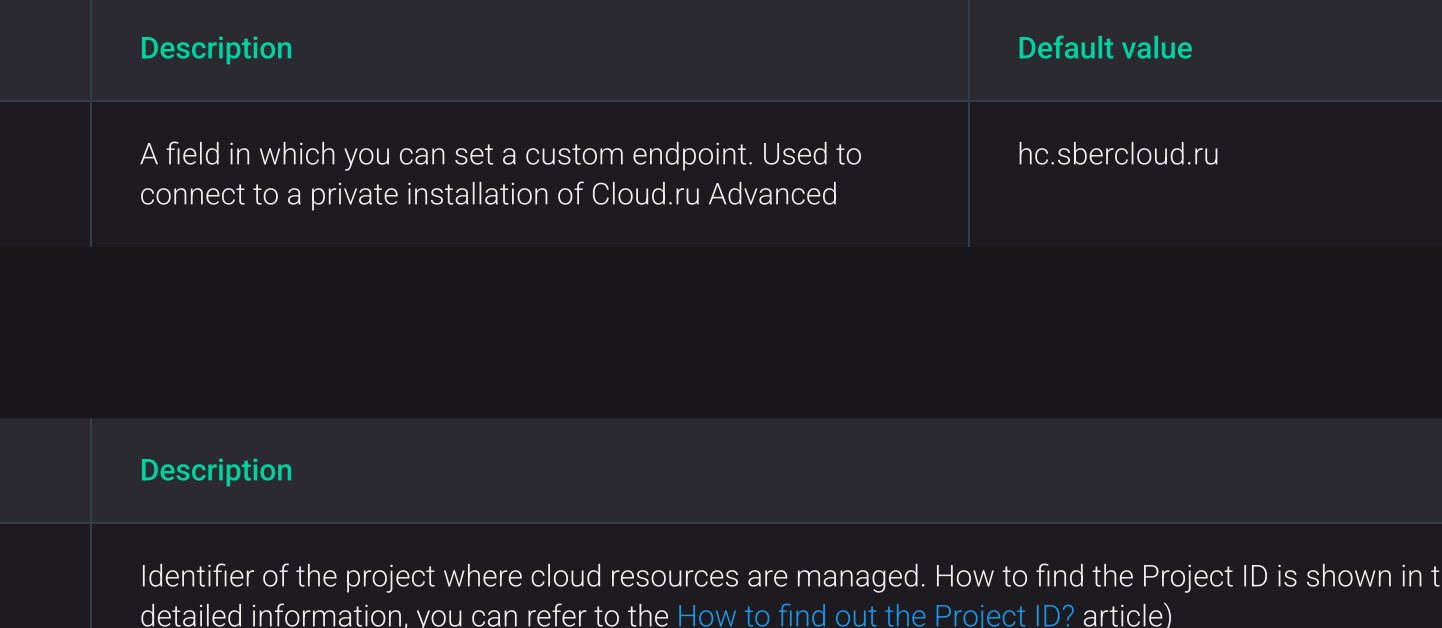 Description
Default value
A field in which you can set a custom endpoint. Used to
connect to a private installation of Cloud.ru Advanced
hc.sbercloud.ru
Description
Identifier of the project where cloud resources are managed. How to find the Project ID is shown in
detailed information, you can refer to the How to find out the Project ID? article)